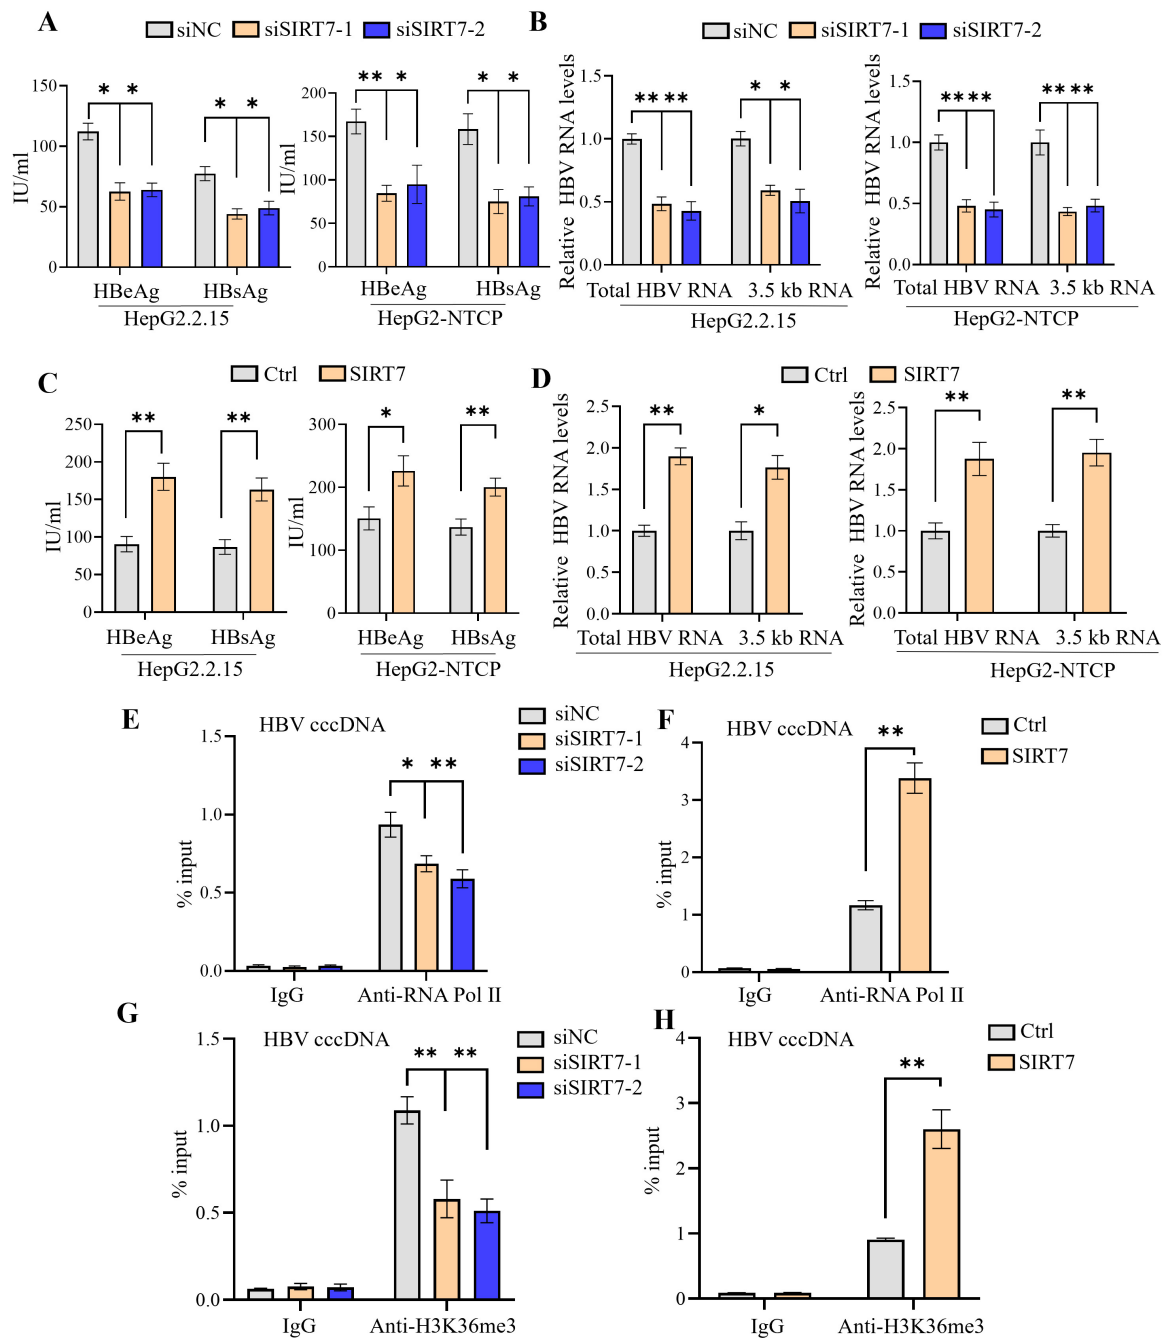 A
siNC siSIRT7-1 siSIRT7-2
IU/ml
150
100
50
0
* *
* *
HBeAg HBsAg
HepG2.2.15
IU/ml
200
150
100
50
0
** *
* *
HBeAg HBsAg
HepG2-NTCP
B
siNC siSIRT7-1 siSIRT7-2
Relative HBV RNA levels
1.5
1.0
0.5
0.0
** **
* *
Total HBV RNA 3.5 kb RNA
HepG2.2.15
Relative HBV RNA levels
1.5
1.0
0.5
0.0
** **
** **
Total HBV RNA 3.5 kb RNA
HepG2-NTCP
C
Ctrl SIRT7
IU/ml
250
200
150
100
50
0
**
**
HBeAg HBsAg
HepG2.2.15
IU/ml
300
200
100
0
*
**
HBeAg HBsAg
HepG2-NTCP
D
Ctrl SIRT7
Relative HBV RNA levels
2.5
2.0
1.5
1.0
0.5
0.0
**
*
Total HBV RNA 3.5 kb RNA
HepG2.2.15
Relative HBV RNA levels
2.5
2.0
1.5
1.0
0.5
0.0
**
**
Total HBV RNA 3.5 kb RNA
HepG2-NTCP
E
HBV cccDNA
siNC
siSIRT7-1
siSIRT7-2
% input
1.5
1.0
0.5
0.0
* **
IgG Anti-RNA Pol II
F
HBV cccDNA
Ctrl
SIRT7
% input
4
3
2
1
0
**
IgG Anti-RNA Pol II
G
HBV cccDNA
siNC
siSIRT7-1
siSIRT7-2
% input
1.5
1.0
0.5
0.0
** **
IgG Anti-H3K36me3
H
HBV cccDNA
Ctrl
SIRT7
% input
4
3
2
1
0
**
IgG Anti-H3K36me3